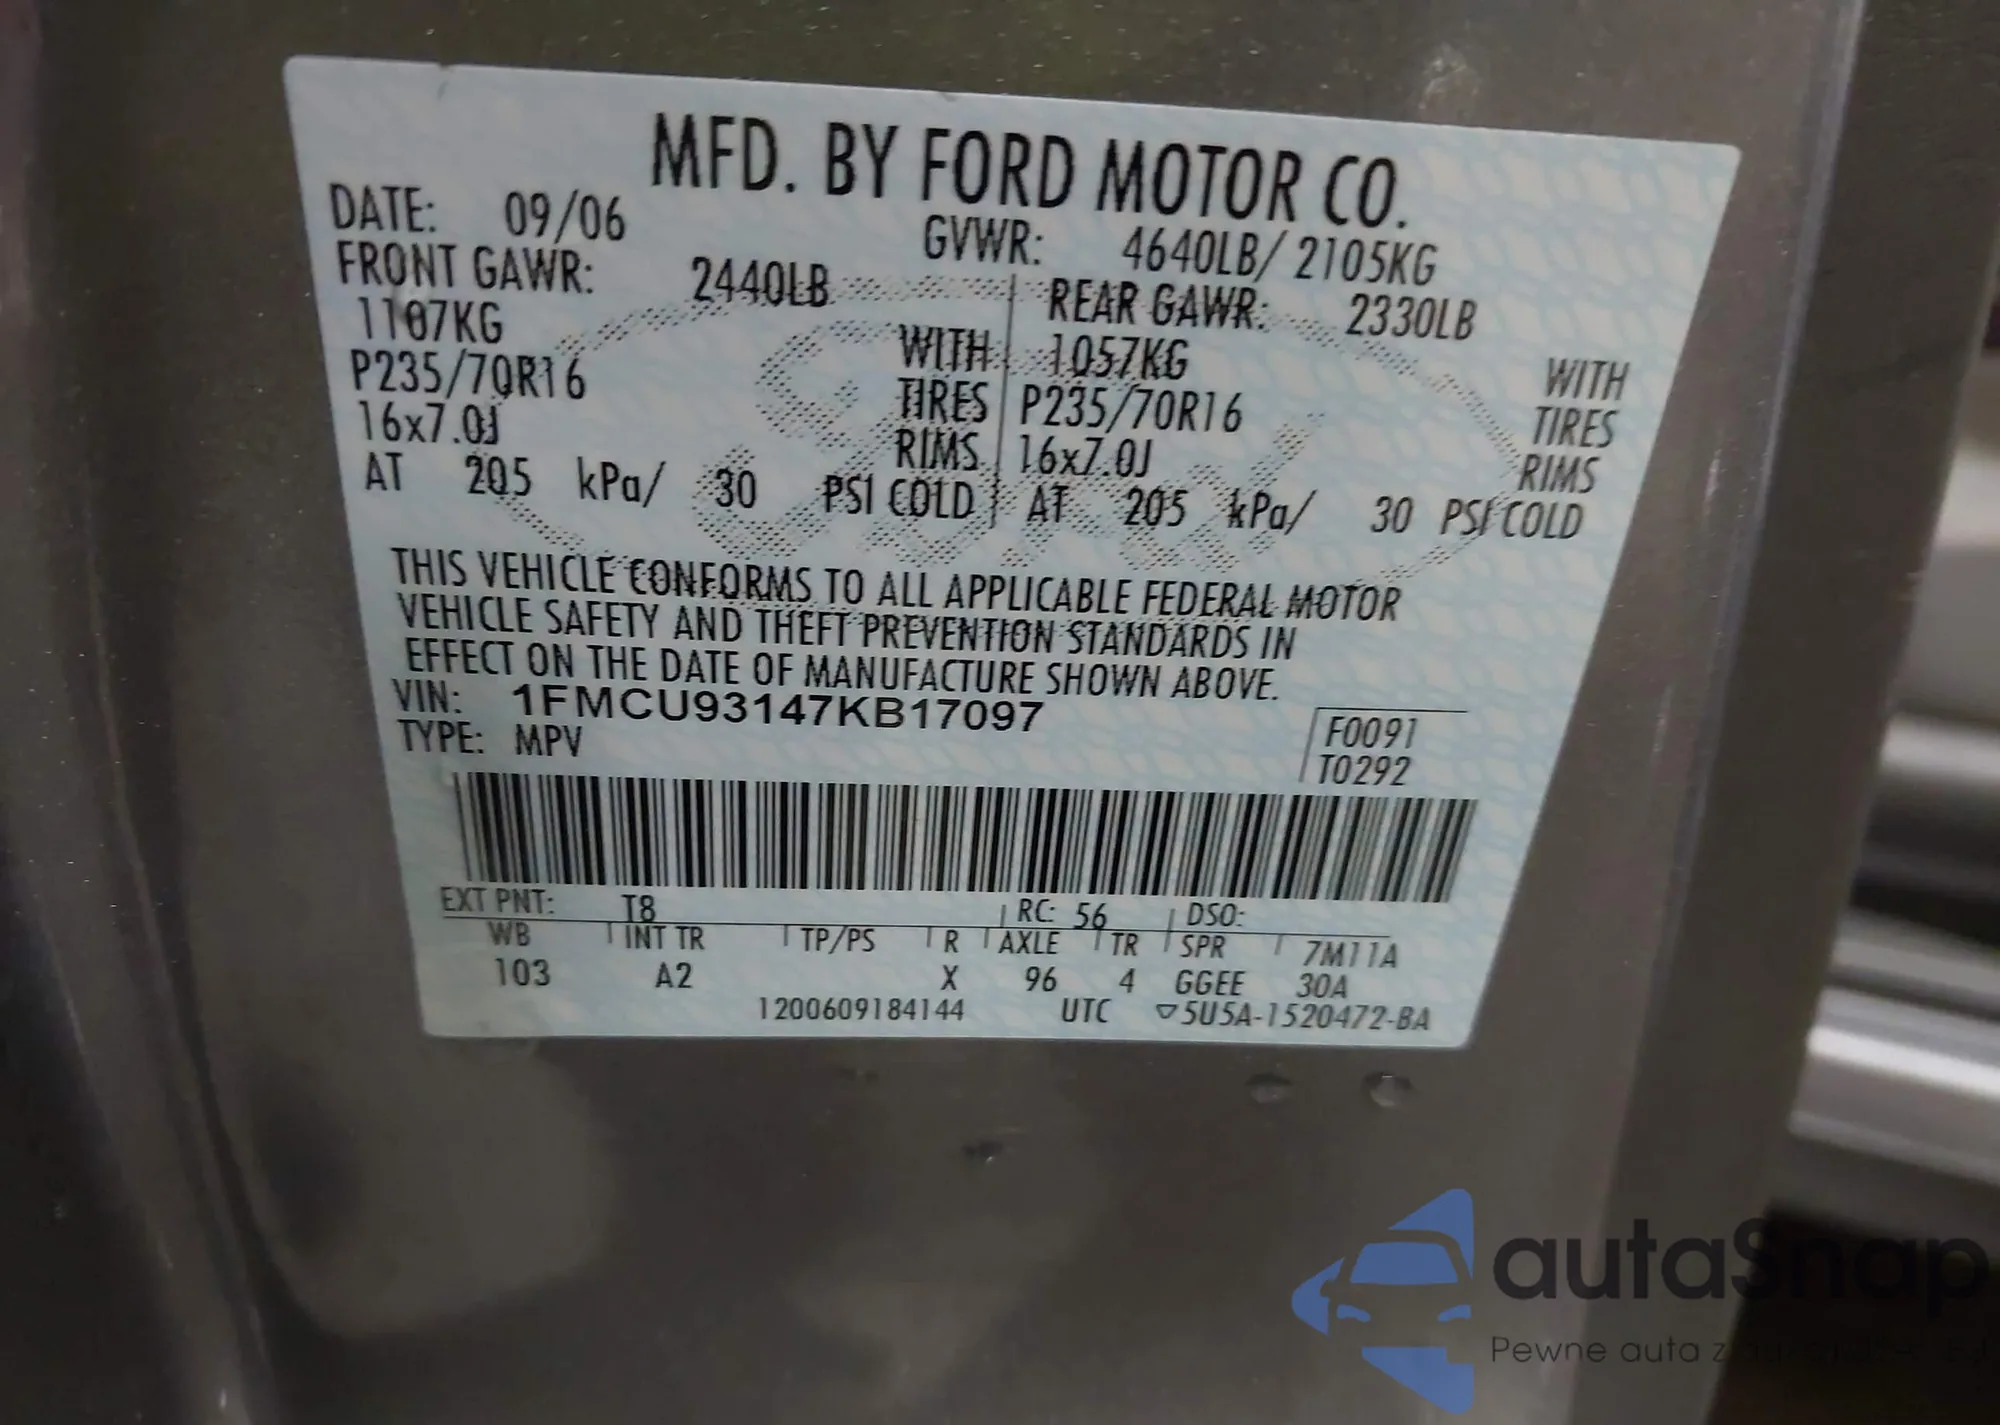 MFD. BY FORD MOTOR CO.
DATE: 09/06 GVWR: 4640LB/ 2105KG
FRONT GAWR: 2440LB REAR GAWR: 2330LB
1107KG WITH 1057KG WITH
P235/70R16 TIRES P235/70R16 TIRES
16x7.0J RIMS 16x7.0J RIMS
AT 205 kPa/ 30 PSI COLD AT 205 kPa/ 30 PSI COLD
THIS VEHICLE CONFORMS TO ALL APPLICABLE FEDERAL MOTOR
VEHICLE SAFETY AND THEFT PREVENTION STANDARDS IN
EFFECT ON THE DATE OF MANUFACTURE SHOWN ABOVE.
VIN: 1FMCU93147KB17097
F0091
TYPE: MPV
T0292
EXT PNT: T8 RC: 56 DSO:
WB INT TR TP/PS R AXLE TR SPR 7M11A
103 A2 X 96 4 GGEE 30A
1200609184144 UTC ▽5U5A-1520472-BA
autaSnap
Pewne auta z